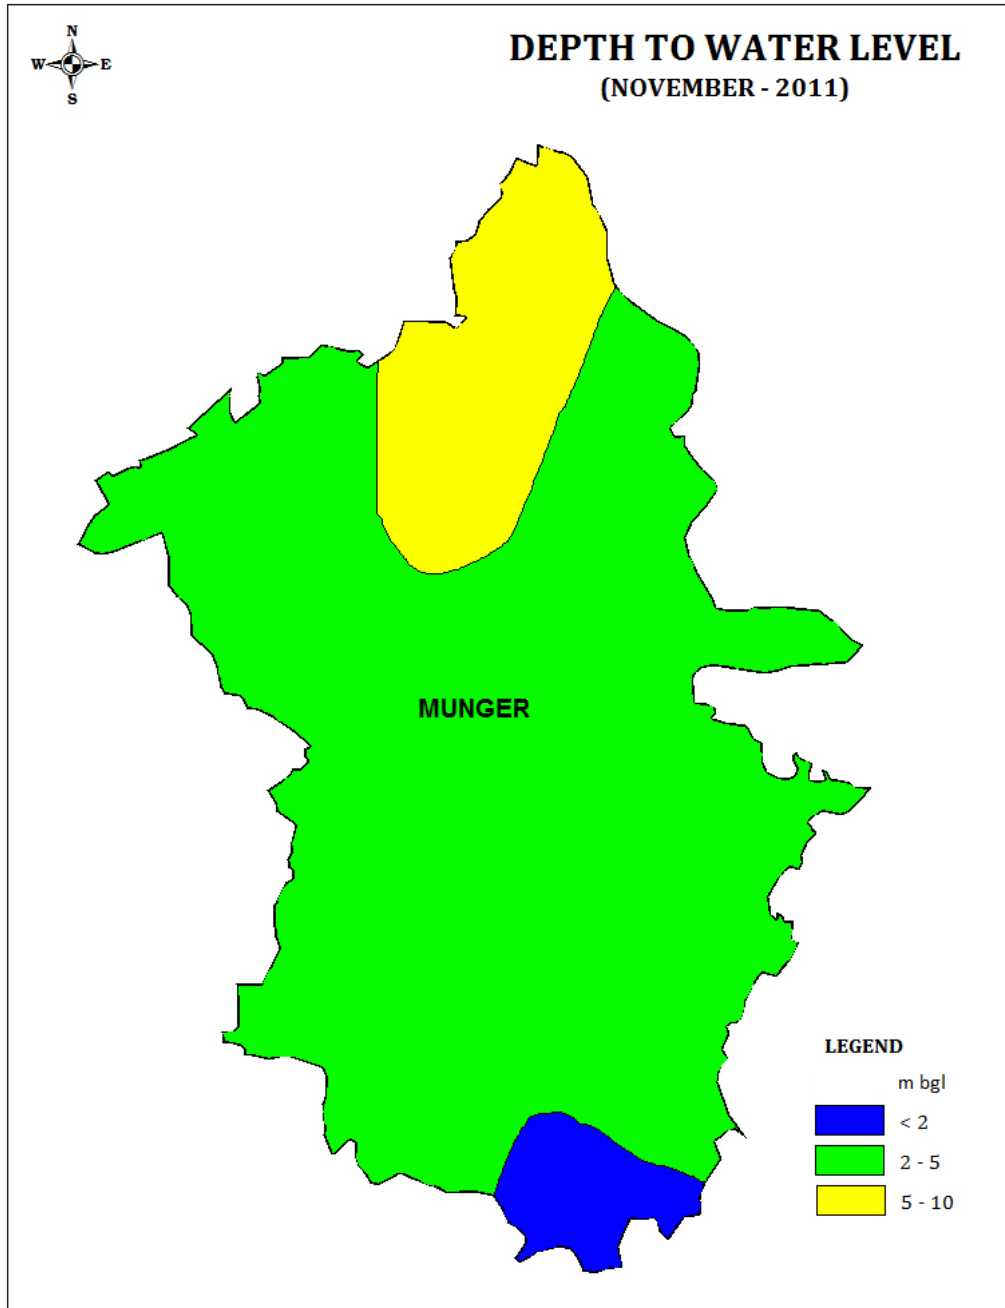 N
W E
S
DEPTH TO WATER LEVEL
(NOVEMBER - 2011)
MUNGER
LEGEND
m bgl
< 2
2 - 5
5 - 10